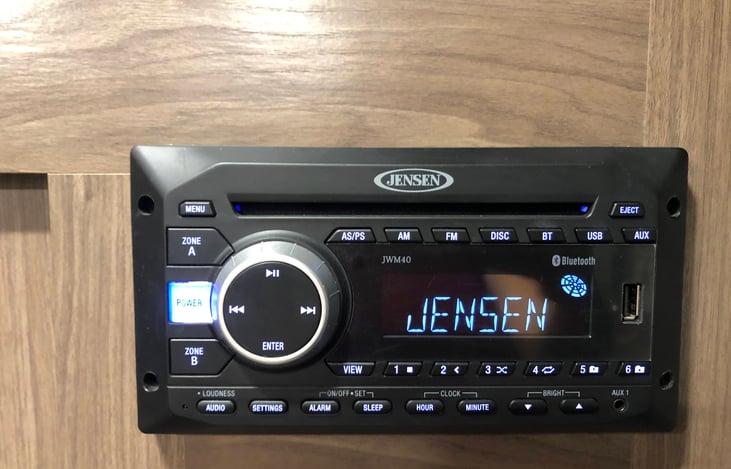 JENSEN
MENU
EJECT
ZONE A
AS/PS AM FM DISC BT USB AUX
JWM40
Bluetooth
POWER
JENSEN
ENTER
ZONE B
VIEW 1 2 3 4 5 6
LOUDNESS ON/OFF • SET CLOCK BRIGHT AUX 1
AUDIO SETTINGS ALARM SLEEP HOUR MINUTE